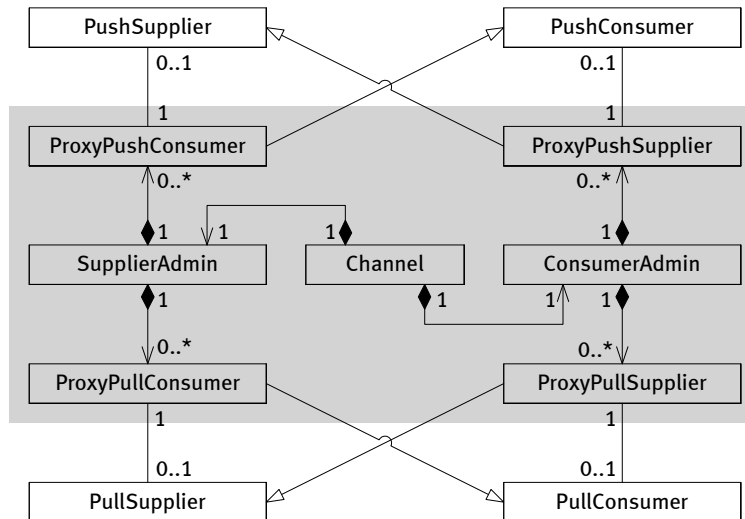 PushSupplier PushConsumer
0..1 0..1
1 1
ProxyPushConsumer ProxyPushSupplier
0..* 0..*
1 1 1 1
SupplierAdmin Channel ConsumerAdmin
1 1 1 1
0..* 0..*
ProxyPullConsumer ProxyPullSupplier
1 1
0..1 0..1
PullSupplier PullConsumer